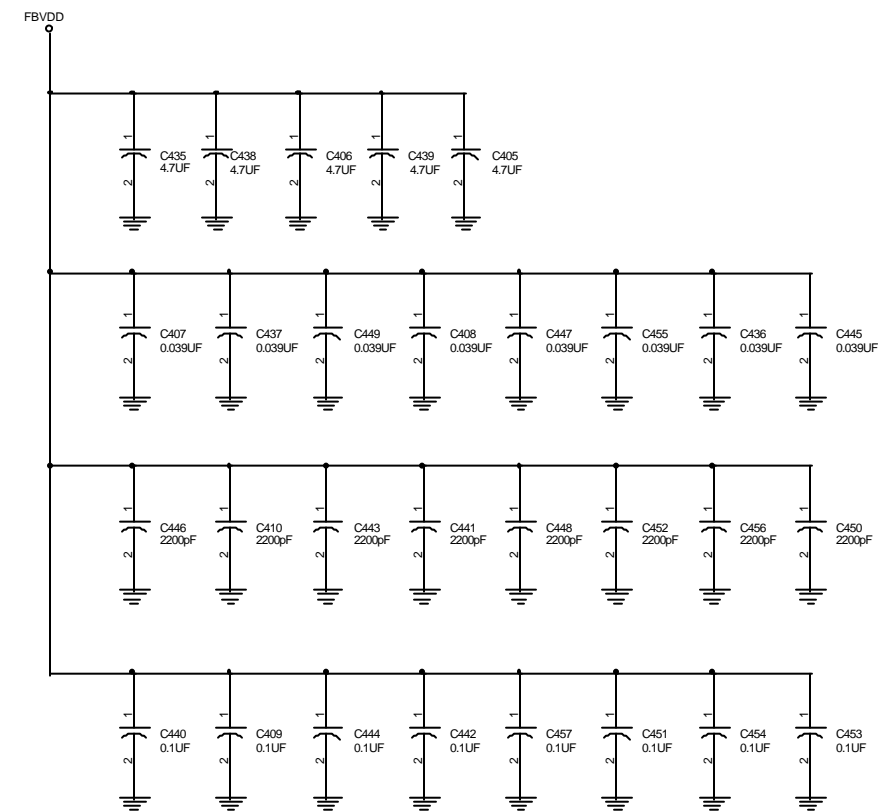 FBVDD
1 1 1 1 1
C435 C438 C406 C439 C405
4.7UF 4.7UF 4.7UF 4.7UF 4.7UF
2 2 2 2 2
1 1 1 1 1 1 1 1
C407 C437 C449 C408 C447 C455 C436 C445
0.039UF 0.039UF 0.039UF 0.039UF 0.039UF 0.039UF 0.039UF 0.039UF
2 2 2 2 2 2 2 2
1 1 1 1 1 1 1 1
C446 C410 C443 C441 C448 C452 C456 C450
2200pF 2200pF 2200pF 2200pF 2200pF 2200pF 2200pF 2200pF
2 2 2 2 2 2 2 2
1 1 1 1 1 1 1 1
C440 C409 C444 C442 C457 C451 C454 C453
0.1UF 0.1UF 0.1UF 0.1UF 0.1UF 0.1UF 0.1UF 0.1UF
2 2 2 2 2 2 2 2